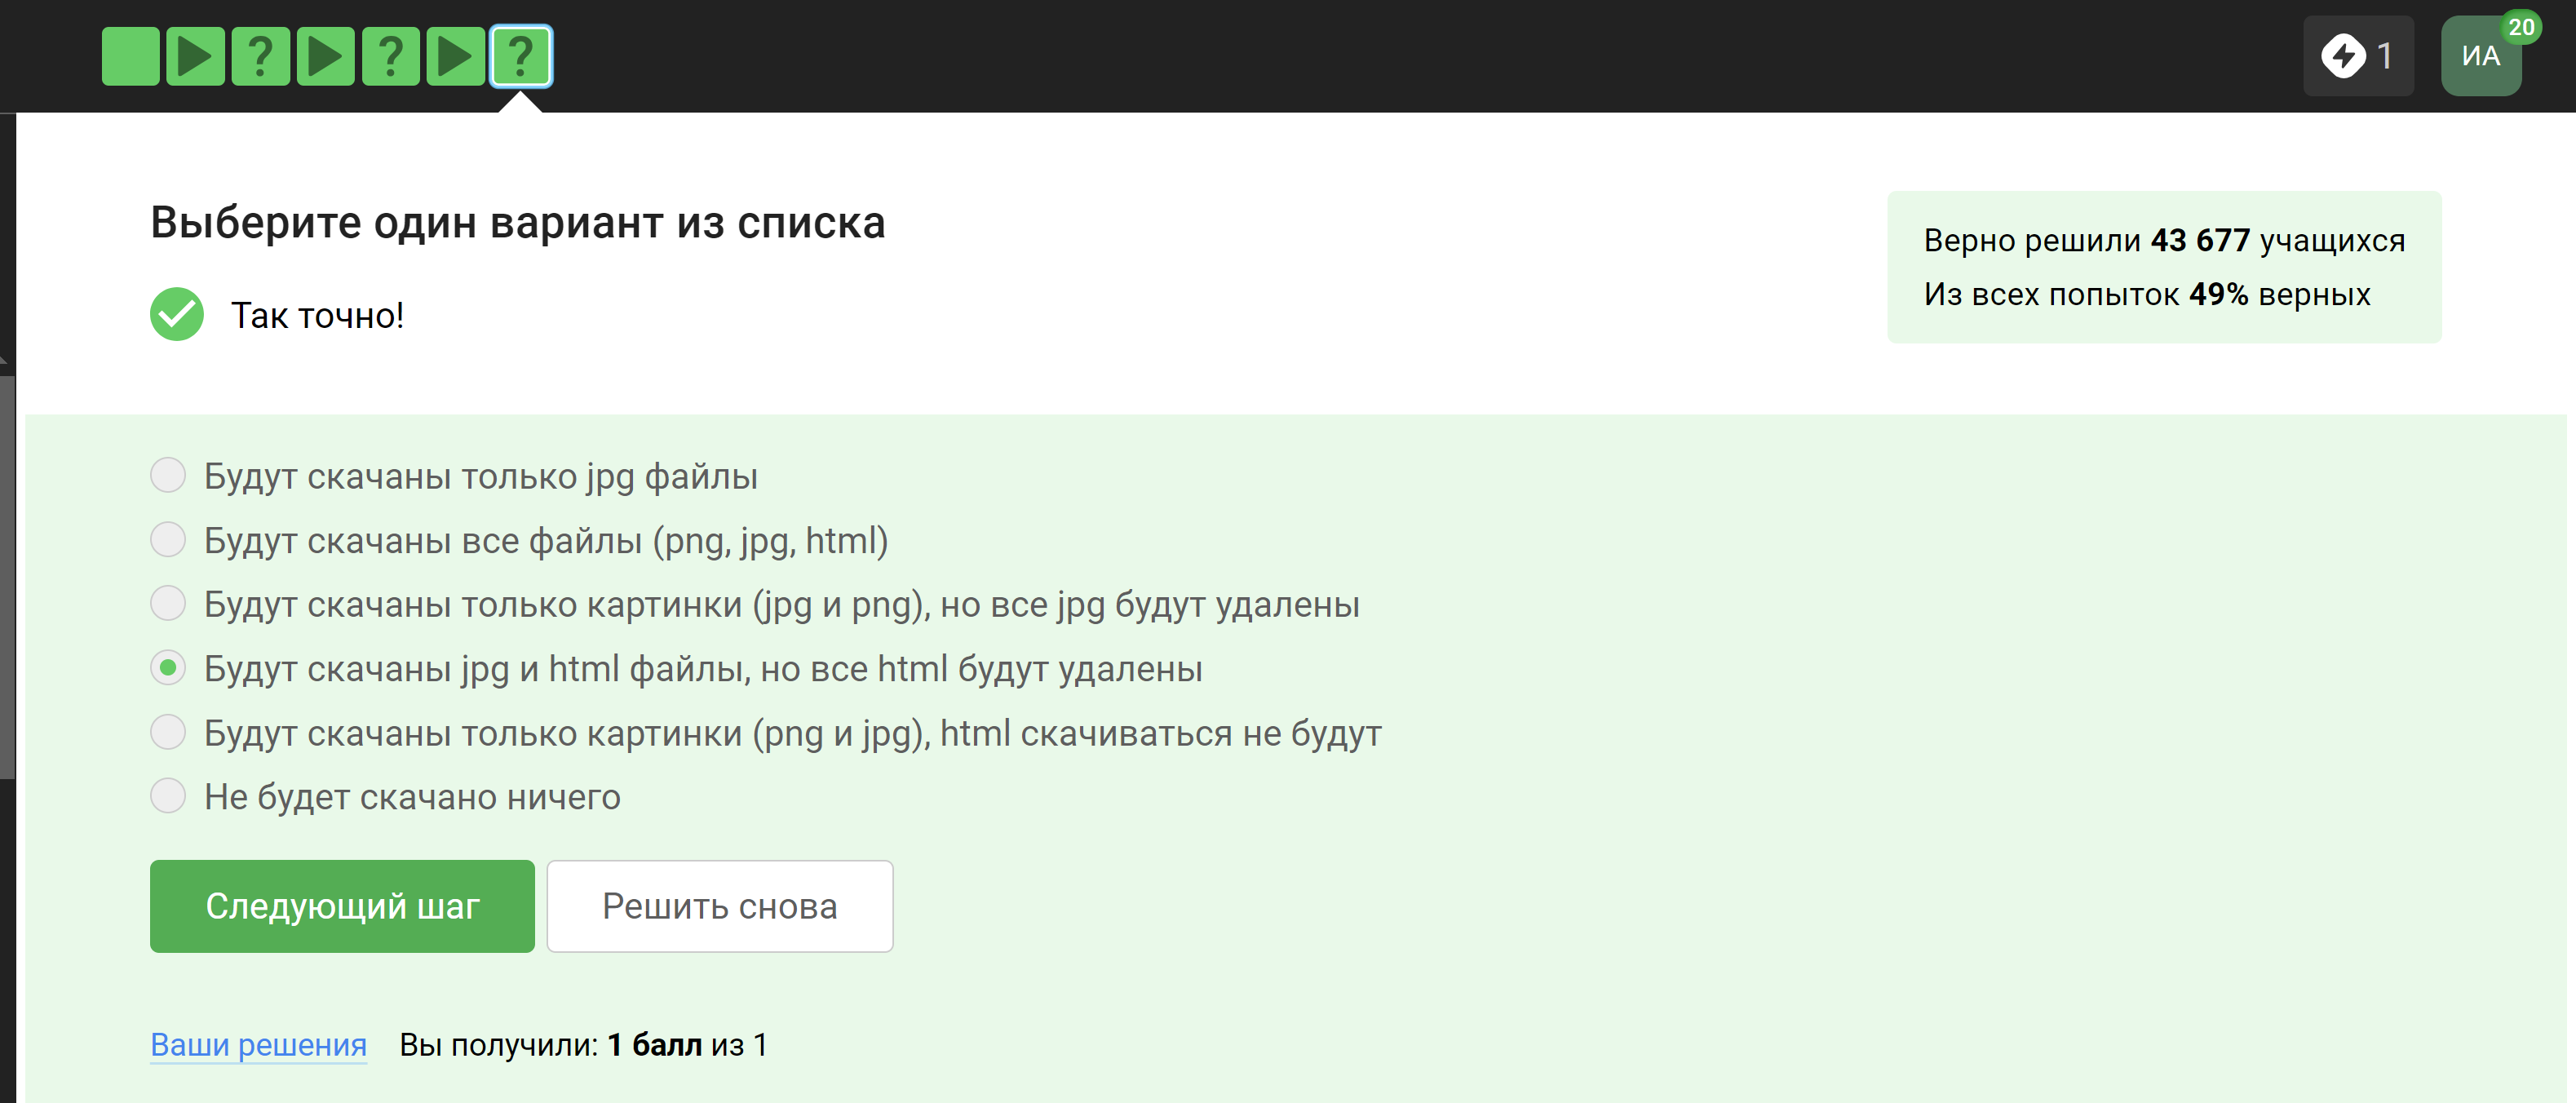 ? ? ?
1
ИА
20
Выберите один вариант из списка
Так точно!
Верно решили 43 677 учащихся
Из всех попыток 49% верных
Будут скачаны только jpg файлы
Будут скачаны все файлы (png, jpg, html)
Будут скачаны только картинки (jpg и png), но все jpg будут удалены
Будут скачаны jpg и html файлы, но все html будут удалены
Будут скачаны только картинки (png и jpg), html скачиваться не будут
Не будет скачано ничего
Следующий шаг
Решить снова
Ваши решения Вы получили: 1 балл из 1